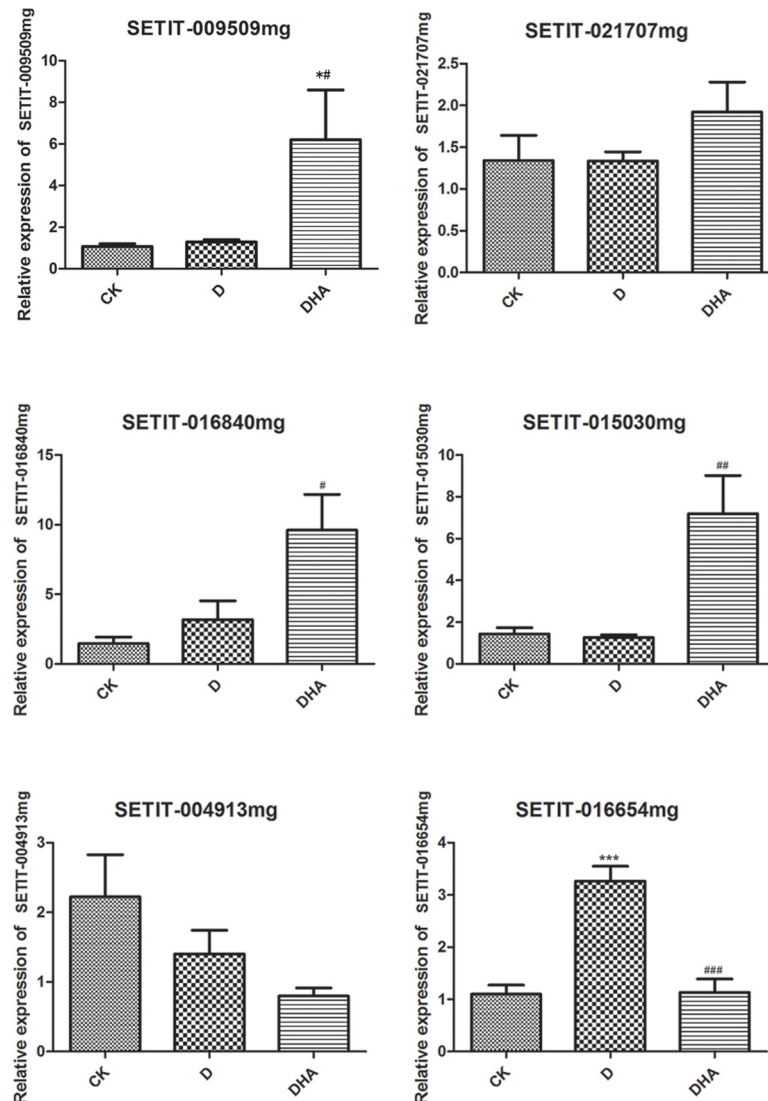 SETIT-009509mg
Relative expression of SETIT-009509mg
10
8
6
4
2
0
*#
CK
D
DHA
SETIT-021707mg
Relative expression of SETIT-021707mg
2.5
2.0
1.5
1.0
0.5
0.0
CK
D
DHA
SETIT-016840mg
Relative expression of SETIT-016840mg
15
10
5
0
#
CK
D
DHA
SETIT-015030mg
Relative expression of SETIT-015030mg
10
8
6
4
2
0
##
CK
D
DHA
SETIT-004913mg
Relative expression of SETIT-004913mg
3
2
1
0
CK
D
DHA
SETIT-016654mg
Relative expression of SETIT-016654mg
4
3
2
1
0
***
###
CK
D
DHA